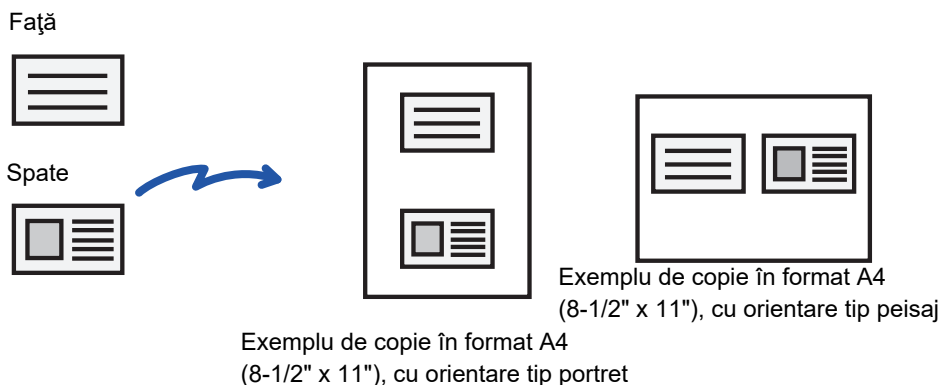 Faţă
Spate
Exemplu de copie în format A4
(8-1/2" x 11"), cu orientare tip peisaj
Exemplu de copie în format A4
(8-1/2" x 11"), cu orientare tip portret